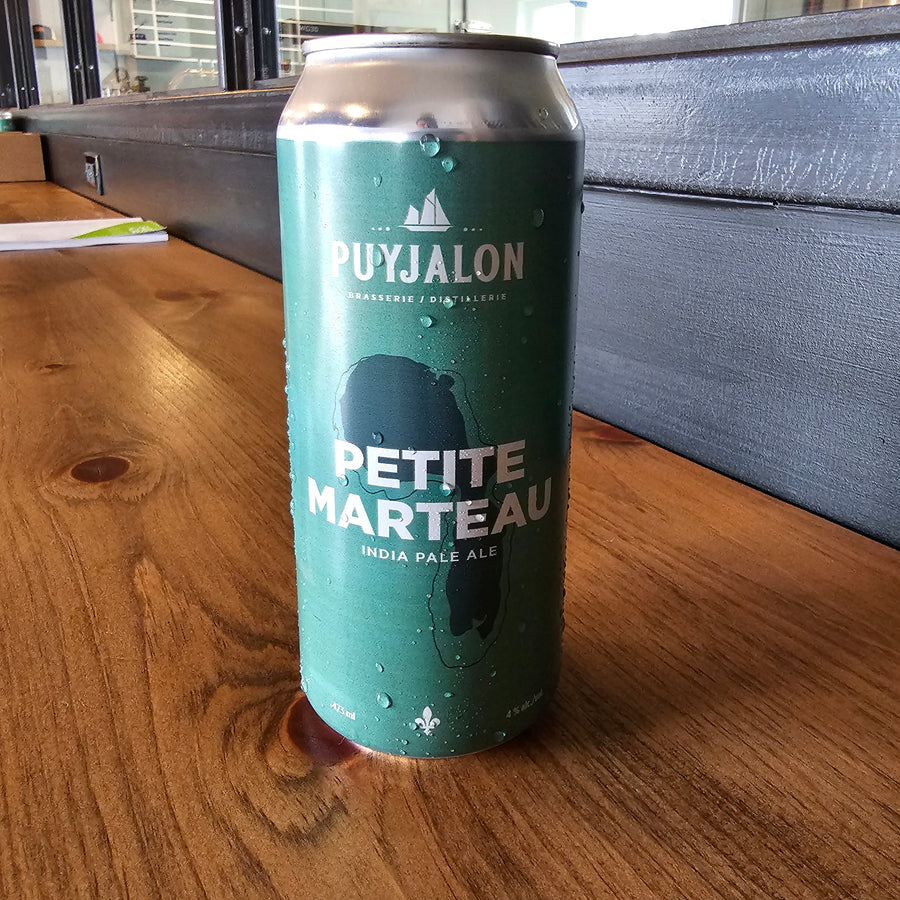 PUYJALON
BRASSERIE / DISTILLERIE
PETITE
MARTEAU
INDIA PALE ALE
473 ml
4 % alc./vol.